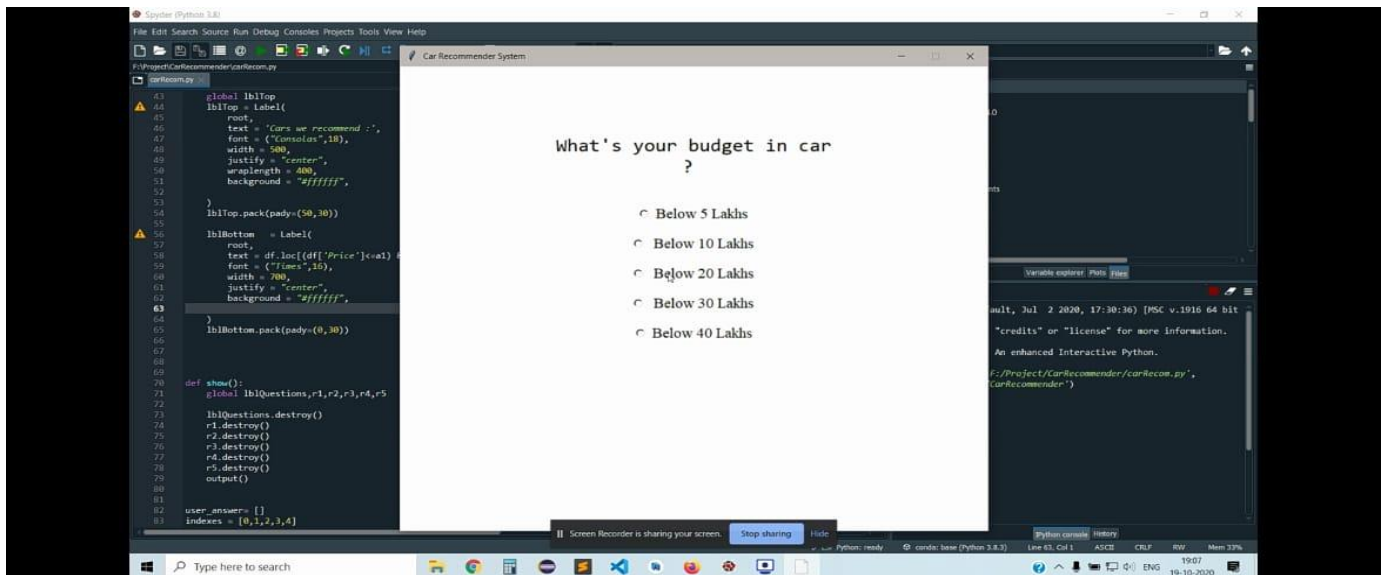 Spyder (Python 3.8)
File Edit Search Source Run Debug Consoles Projects Tools View Help
F:\Project\CarRecommender\carRecom.py
carRecom.py
43 global lblTop
44 lblTop = Label(
45 root,
46 text = 'Cars we recommend :',
47 font = ("Consolas",18),
48 width = 500,
49 justify = "center",
50 wraplength = 400,
51 background = "#ffffff",
52
53 )
54 lblTop.pack(pady=(50,30))
55
56 lblBottom = Label(
57 root,
58 text = df.loc[(df['Price']<=a1) &
59 font = ("Times",16),
60 width = 700,
61 justify = "center",
62 background = "#ffffff",
63
64 )
65 lblBottom.pack(pady=(0,30))
66
67
68
69
70 def show():
71 global lblQuestions,r1,r2,r3,r4,r5
72
73 lblQuestions.destroy()
74 r1.destroy()
75 r2.destroy()
76 r3.destroy()
77 r4.destroy()
78 r5.destroy()
79 output()
80
81
82 user_answer= []
83 indexes = [0,1,2,3,4]
Car Recommender System
What's your budget in car
?
Below 5 Lakhs
Below 10 Lakhs
Below 20 Lakhs
Below 30 Lakhs
Below 40 Lakhs
Variable explorer Plots Files
ault, Jul 2 2020, 17:30:36) [MSC v.1916 64 bit
"credits" or "license" for more information.
An enhanced Interactive Python.
F:/Project/CarRecommender/carRecom.py',
CarRecommender')
IPython console History
Screen Recorder is sharing your screen. Stop sharing Hide
Python: ready conda: base (Python 3.8.3) Line 63, Col 1 ASCII CRLF RW Mem 33%
Type here to search
ENG
19:07
19-10-2020